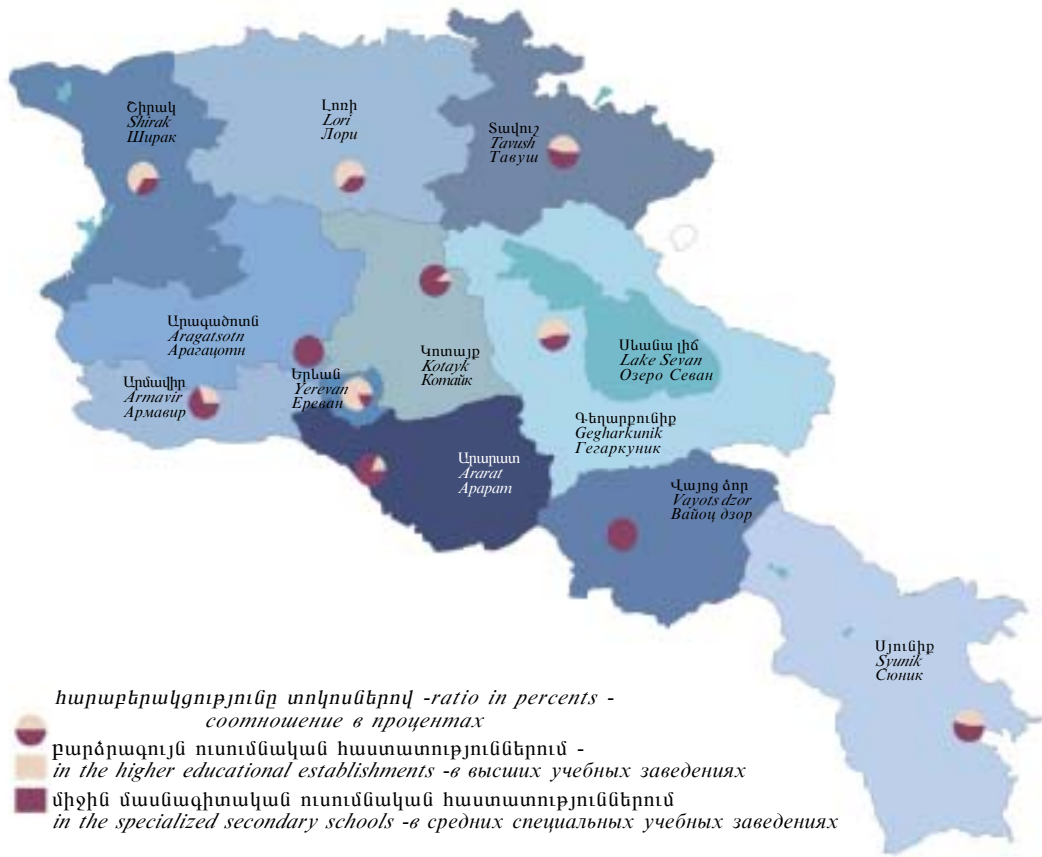 Շիրակ
Shirak
Ширак
Լոռի
Lori
Лори
Տավուշ
Tavush
Тавуш
Արագածոտն
Aragatsotn
Арагацотн
Կոտայք
Kotayk
Котайк
Սևանա լիճ
Lake Sevan
Озеро Севан
Երևան
Yerevan
Ереван
Արմավիր
Armavir
Армавир
Գեղարքունիք
Gegharkunik
Гегаркуник
Արարատ
Ararat
Арарат
Վայոց ձոր
Vayots dzor
Вайоц дзор
Սյունիք
Syunik
Сюник
հարաբերակցությունը տոկոսներով -ratio in percents -
соотношение в процентах
բարձրագույն ուսումնական հաստատություններում -
in the higher educational establishments -в высших учебных заведениях
միջին մասնագիտական ուսումնական հաստատություններում
in the specialized secondary schools -в средних специальных учебных заведениях